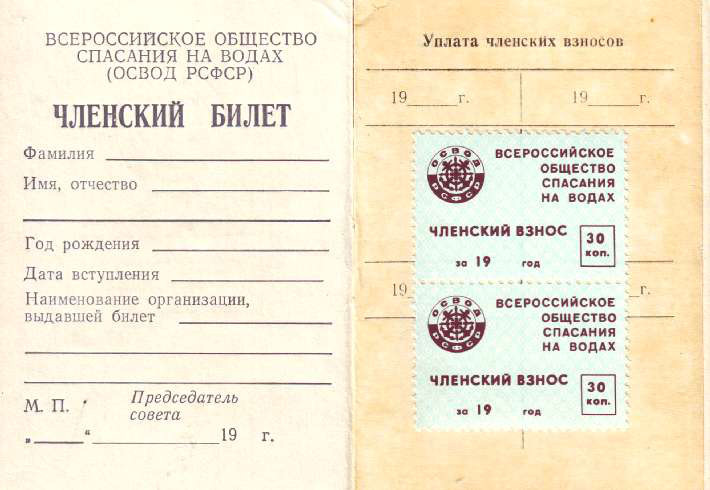 ВСЕРОССИЙСКОЕ ОБЩЕСТВО
СПАСАНИЯ НА ВОДАХ
(ОСВОД РСФСР)
ЧЛЕНСКИЙ БИЛЕТ
Фамилия
Имя, отчество
Год рождения
Дата вступления
Наименование организации,
выдавшей билет
М. П.
Председатель
совета
„ “ 19 г.
Уплата членских взносов
19 г. 19 г.
ОСВОД
РСФСР
ВСЕРОССИЙСКОЕ
ОБЩЕСТВО
СПАСАНИЯ
НА ВОДАХ
ЧЛЕНСКИЙ ВЗНОС
30
коп.
за 19 год
19 г.
ОСВОД
РСФСР
ВСЕРОССИЙСКОЕ
ОБЩЕСТВО
СПАСАНИЯ
НА ВОДАХ
ЧЛЕНСКИЙ ВЗНОС
30
коп.
за 19 год